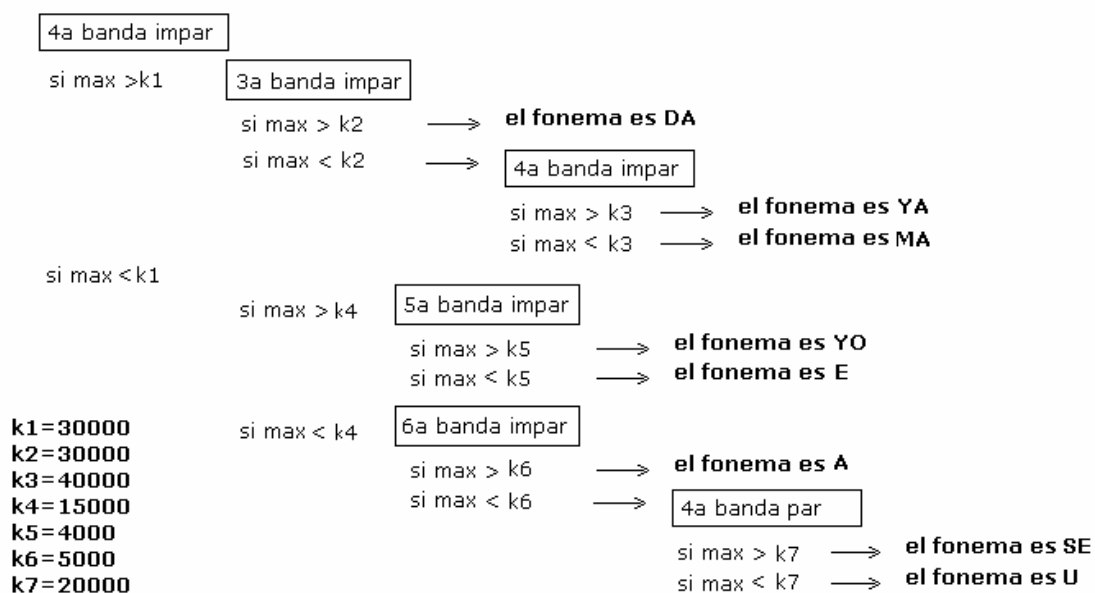 4a banda impar
si max >k1
3a banda impar
si max > k2
el fonema es DA
si max < k2
4a banda impar
si max > k3
el fonema es YA
si max < k3
el fonema es MA
si max <k1
si max > k4
5a banda impar
si max > k5
el fonema es YO
si max < k5
el fonema es E
si max < k4
6a banda impar
si max > k6
el fonema es A
si max < k6
4a banda par
si max > k7
el fonema es SE
si max < k7
el fonema es U
k1=30000
k2=30000
k3=40000
k4=15000
k5=4000
k6=5000
k7=20000